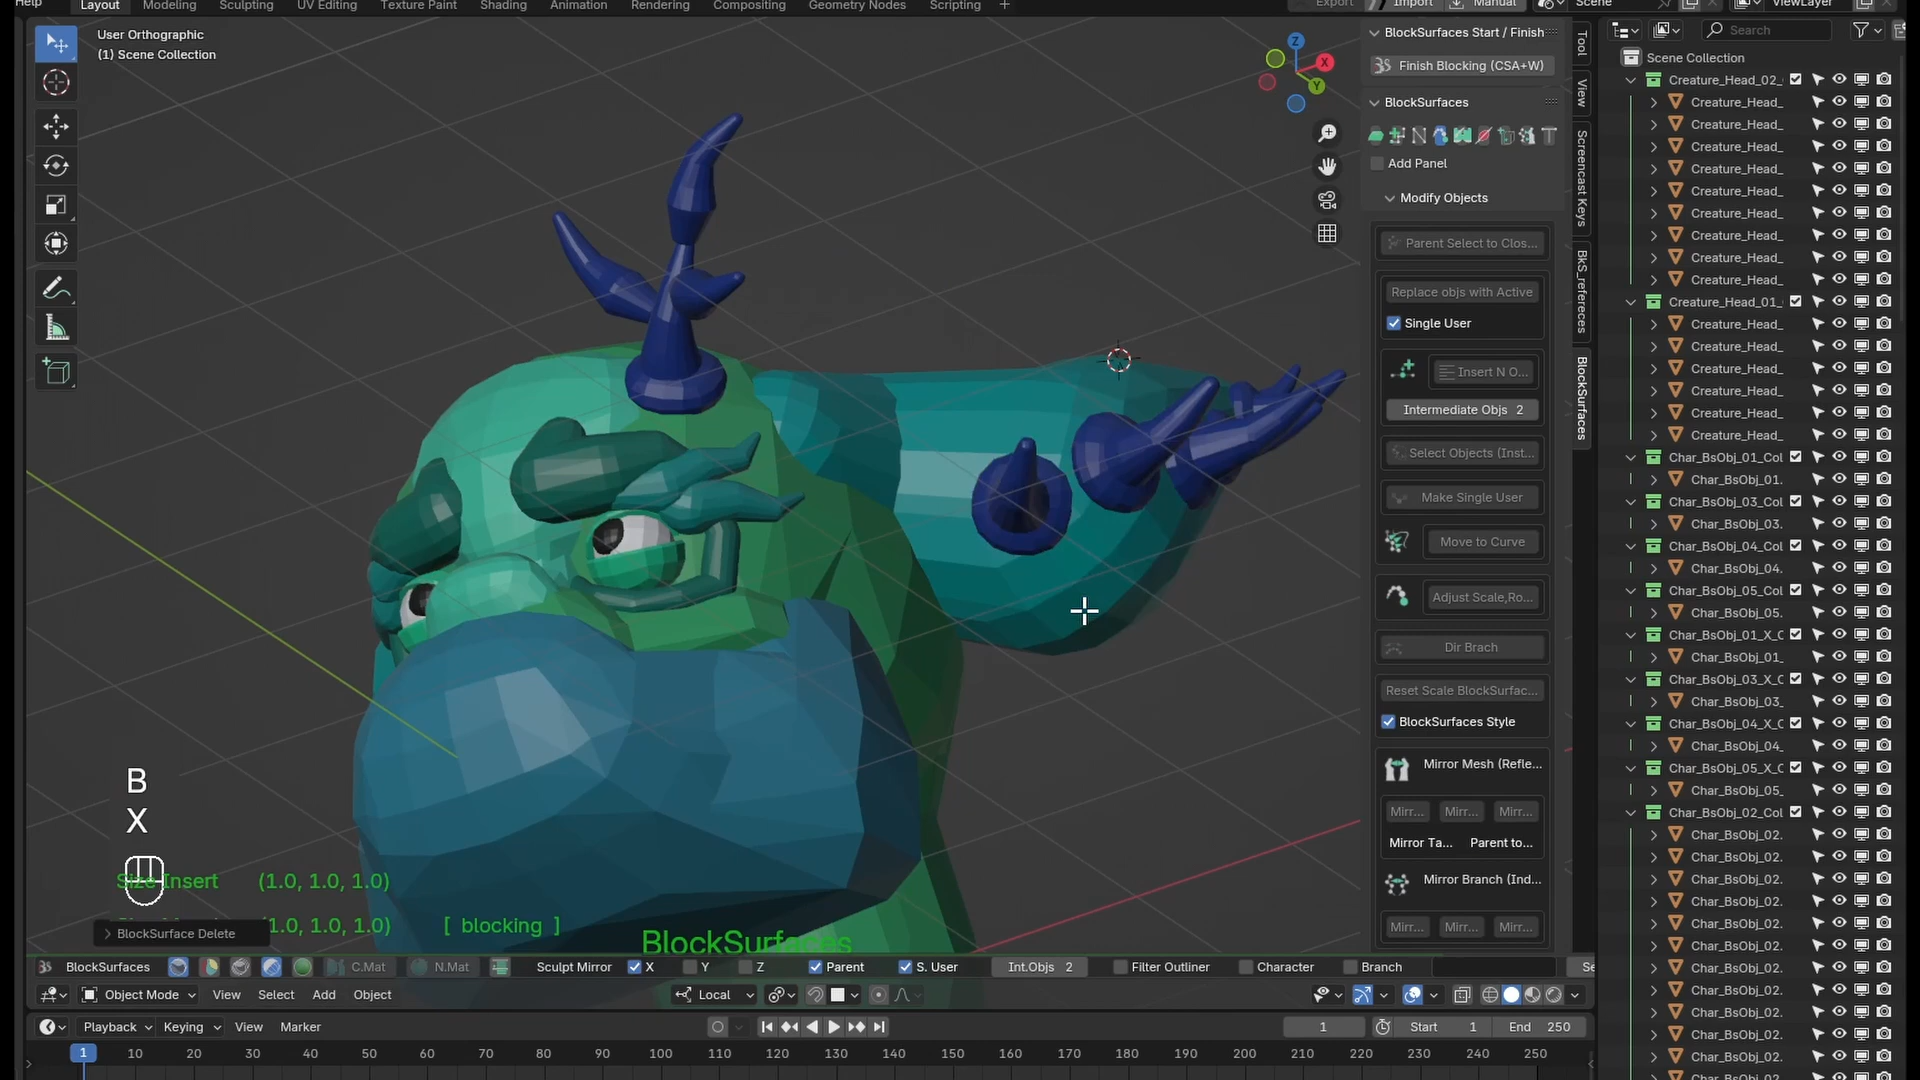 Help Layout Modeling Sculpting UV Editing Texture Paint Shading Animation Rendering Compositing Geometry Nodes Scripting + Export Import Manual Scene ViewLayer
User Orthographic
(1) Scene Collection
Z
X
Y
BlockSurfaces Start / Finish
Finish Blocking (CSA+W)
BlockSurfaces
Add Panel
Modify Objects
Parent Select to Clos...
Replace objs with Active
Single User
Insert N O...
Intermediate Objs 2
Select Objects (Inst...
Make Single User
Move to Curve
Adjust Scale,Ro...
Dir Brach
Reset Scale BlockSurfac...
BlockSurfaces Style
Mirror Mesh (Refle...
Mirr... Mirr... Mirr...
Mirror Ta... Parent to...
Mirror Branch (Ind...
Mirr... Mirr... Mirr...
Tool
View
Screencast Keys
BkS_refereces
BlockSurfaces
Search
Scene Collection
Creature_Head_02_
Creature_Head_
Creature_Head_
Creature_Head_
Creature_Head_
Creature_Head_
Creature_Head_
Creature_Head_
Creature_Head_
Creature_Head_
Creature_Head_01_
Creature_Head_
Creature_Head_
Creature_Head_
Creature_Head_
Creature_Head_
Creature_Head_
Char_BsObj_01_Col
Char_BsObj_01.
Char_BsObj_03_Col
Char_BsObj_03.
Char_BsObj_04_Col
Char_BsObj_04.
Char_BsObj_05_Col
Char_BsObj_05.
Char_BsObj_01_X_C
Char_BsObj_01_
Char_BsObj_03_X_C
Char_BsObj_03_
Char_BsObj_04_X_C
Char_BsObj_04_
Char_BsObj_05_X_C
Char_BsObj_05_
Char_BsObj_02_Col
Char_BsObj_02.
Char_BsObj_02.
Char_BsObj_02.
Char_BsObj_02.
Char_BsObj_02.
Char_BsObj_02.
Char_BsObj_02.
Char_BsObj_02.
Char_BsObj_02.
Char_BsObj_02.
Char_BsObj_02.
Char_BsObj_02.
B
X
Size Insert (1.0, 1.0, 1.0)
1.0, 1.0, 1.0) [ blocking ]
BlockSurface Delete
BlockSurfaces
BlockSurfaces C.Mat N.Mat Sculpt Mirror X Y Z Parent S. User Int.Objs 2 Filter Outliner Character Branch Se
Object Mode View Select Add Object Local
Playback Keying View Marker 1 Start 1 End 250
1 10 20 30 40 50 60 70 80 90 100 110 120 130 140 150 160 170 180 190 200 210 220 230 240 250